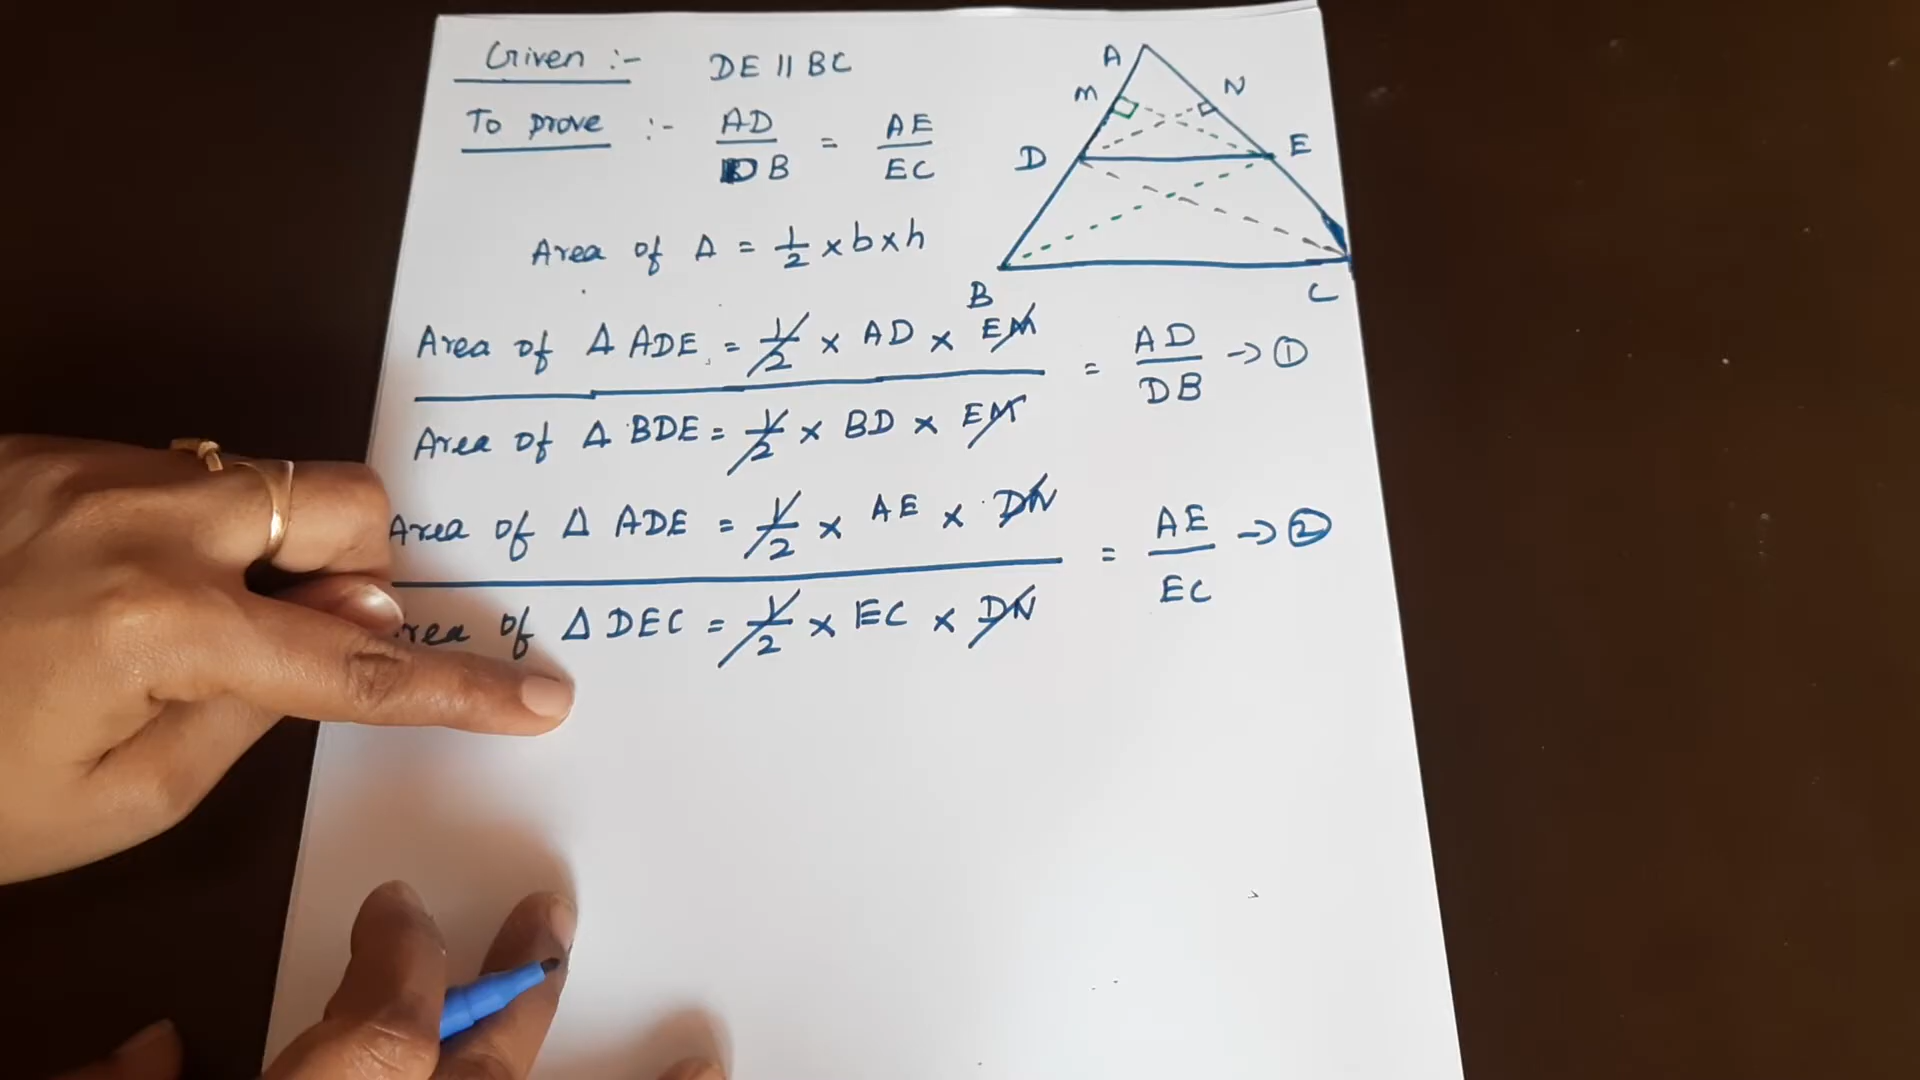 Given :- DE || BC
To prove :- AD/DB = AE/EC
Area of Δ = 1/2 × b × h
Area of Δ ADE = 1/2 × AD × EM
Area of Δ BDE = 1/2 × BD × EM
= AD/DB → ①
Area of Δ ADE = 1/2 × AE × DN
Area of Δ DEC = 1/2 × EC × DN
= AE/EC → ②
A
M
N
D
E
B
C